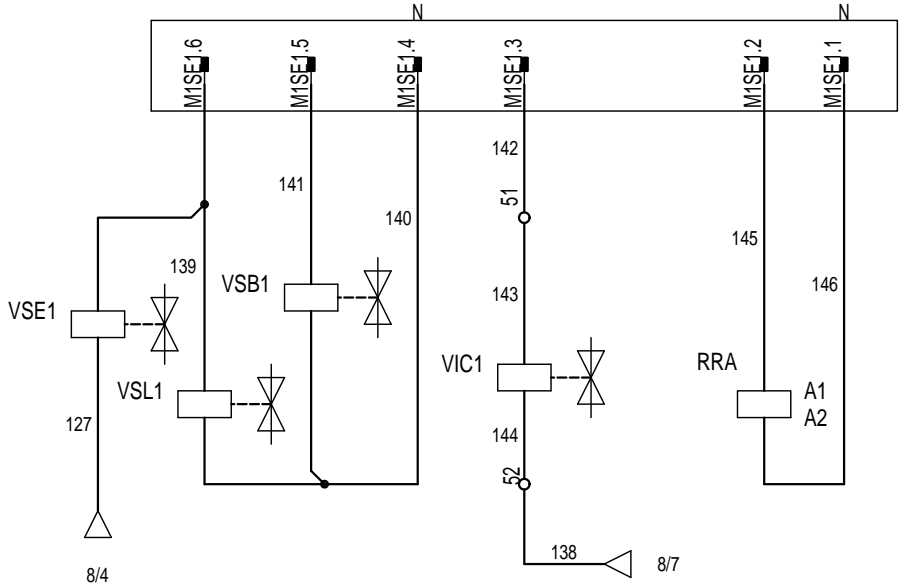 N
N
M1SE1.6
M1SE1.5
M1SE1.4
M1SE1.3
M1SE1.2
M1SE1.1
142
141
51
140
145
139
VSB1
143
146
VSE1
VIC1
RRA
VSL1
A1
A2
127
144
52
138
8/4
8/7